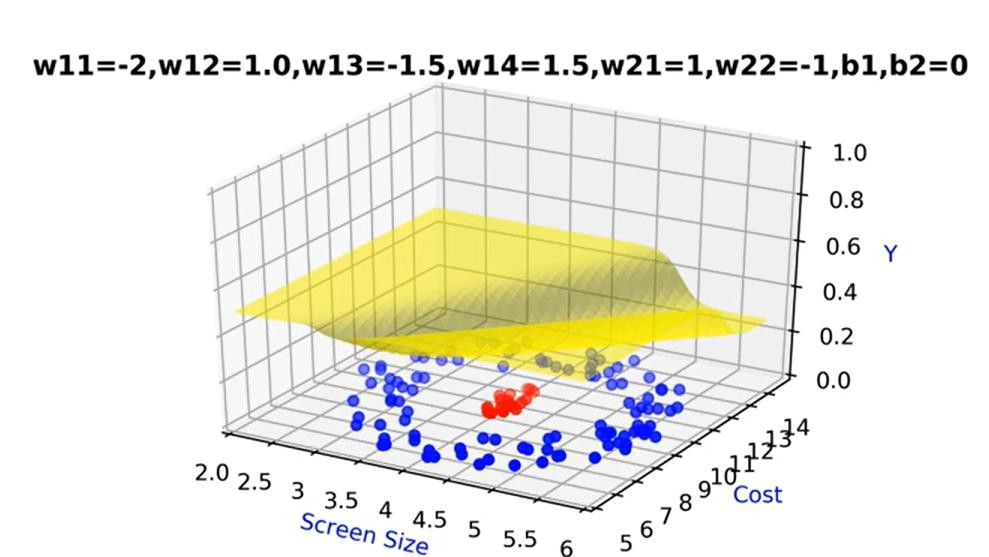 w11=-2,w12=1.0,w13=-1.5,w14=1.5,w21=1,w22=-1,b1,b2=0
1.0
0.8
0.6
Y
0.4
0.2
0.0
2.0 2.5 3 3.5 4 4.5 5 5.5 6
Screen Size
5 6 7 8 9 10 11 12 13 14
Cost